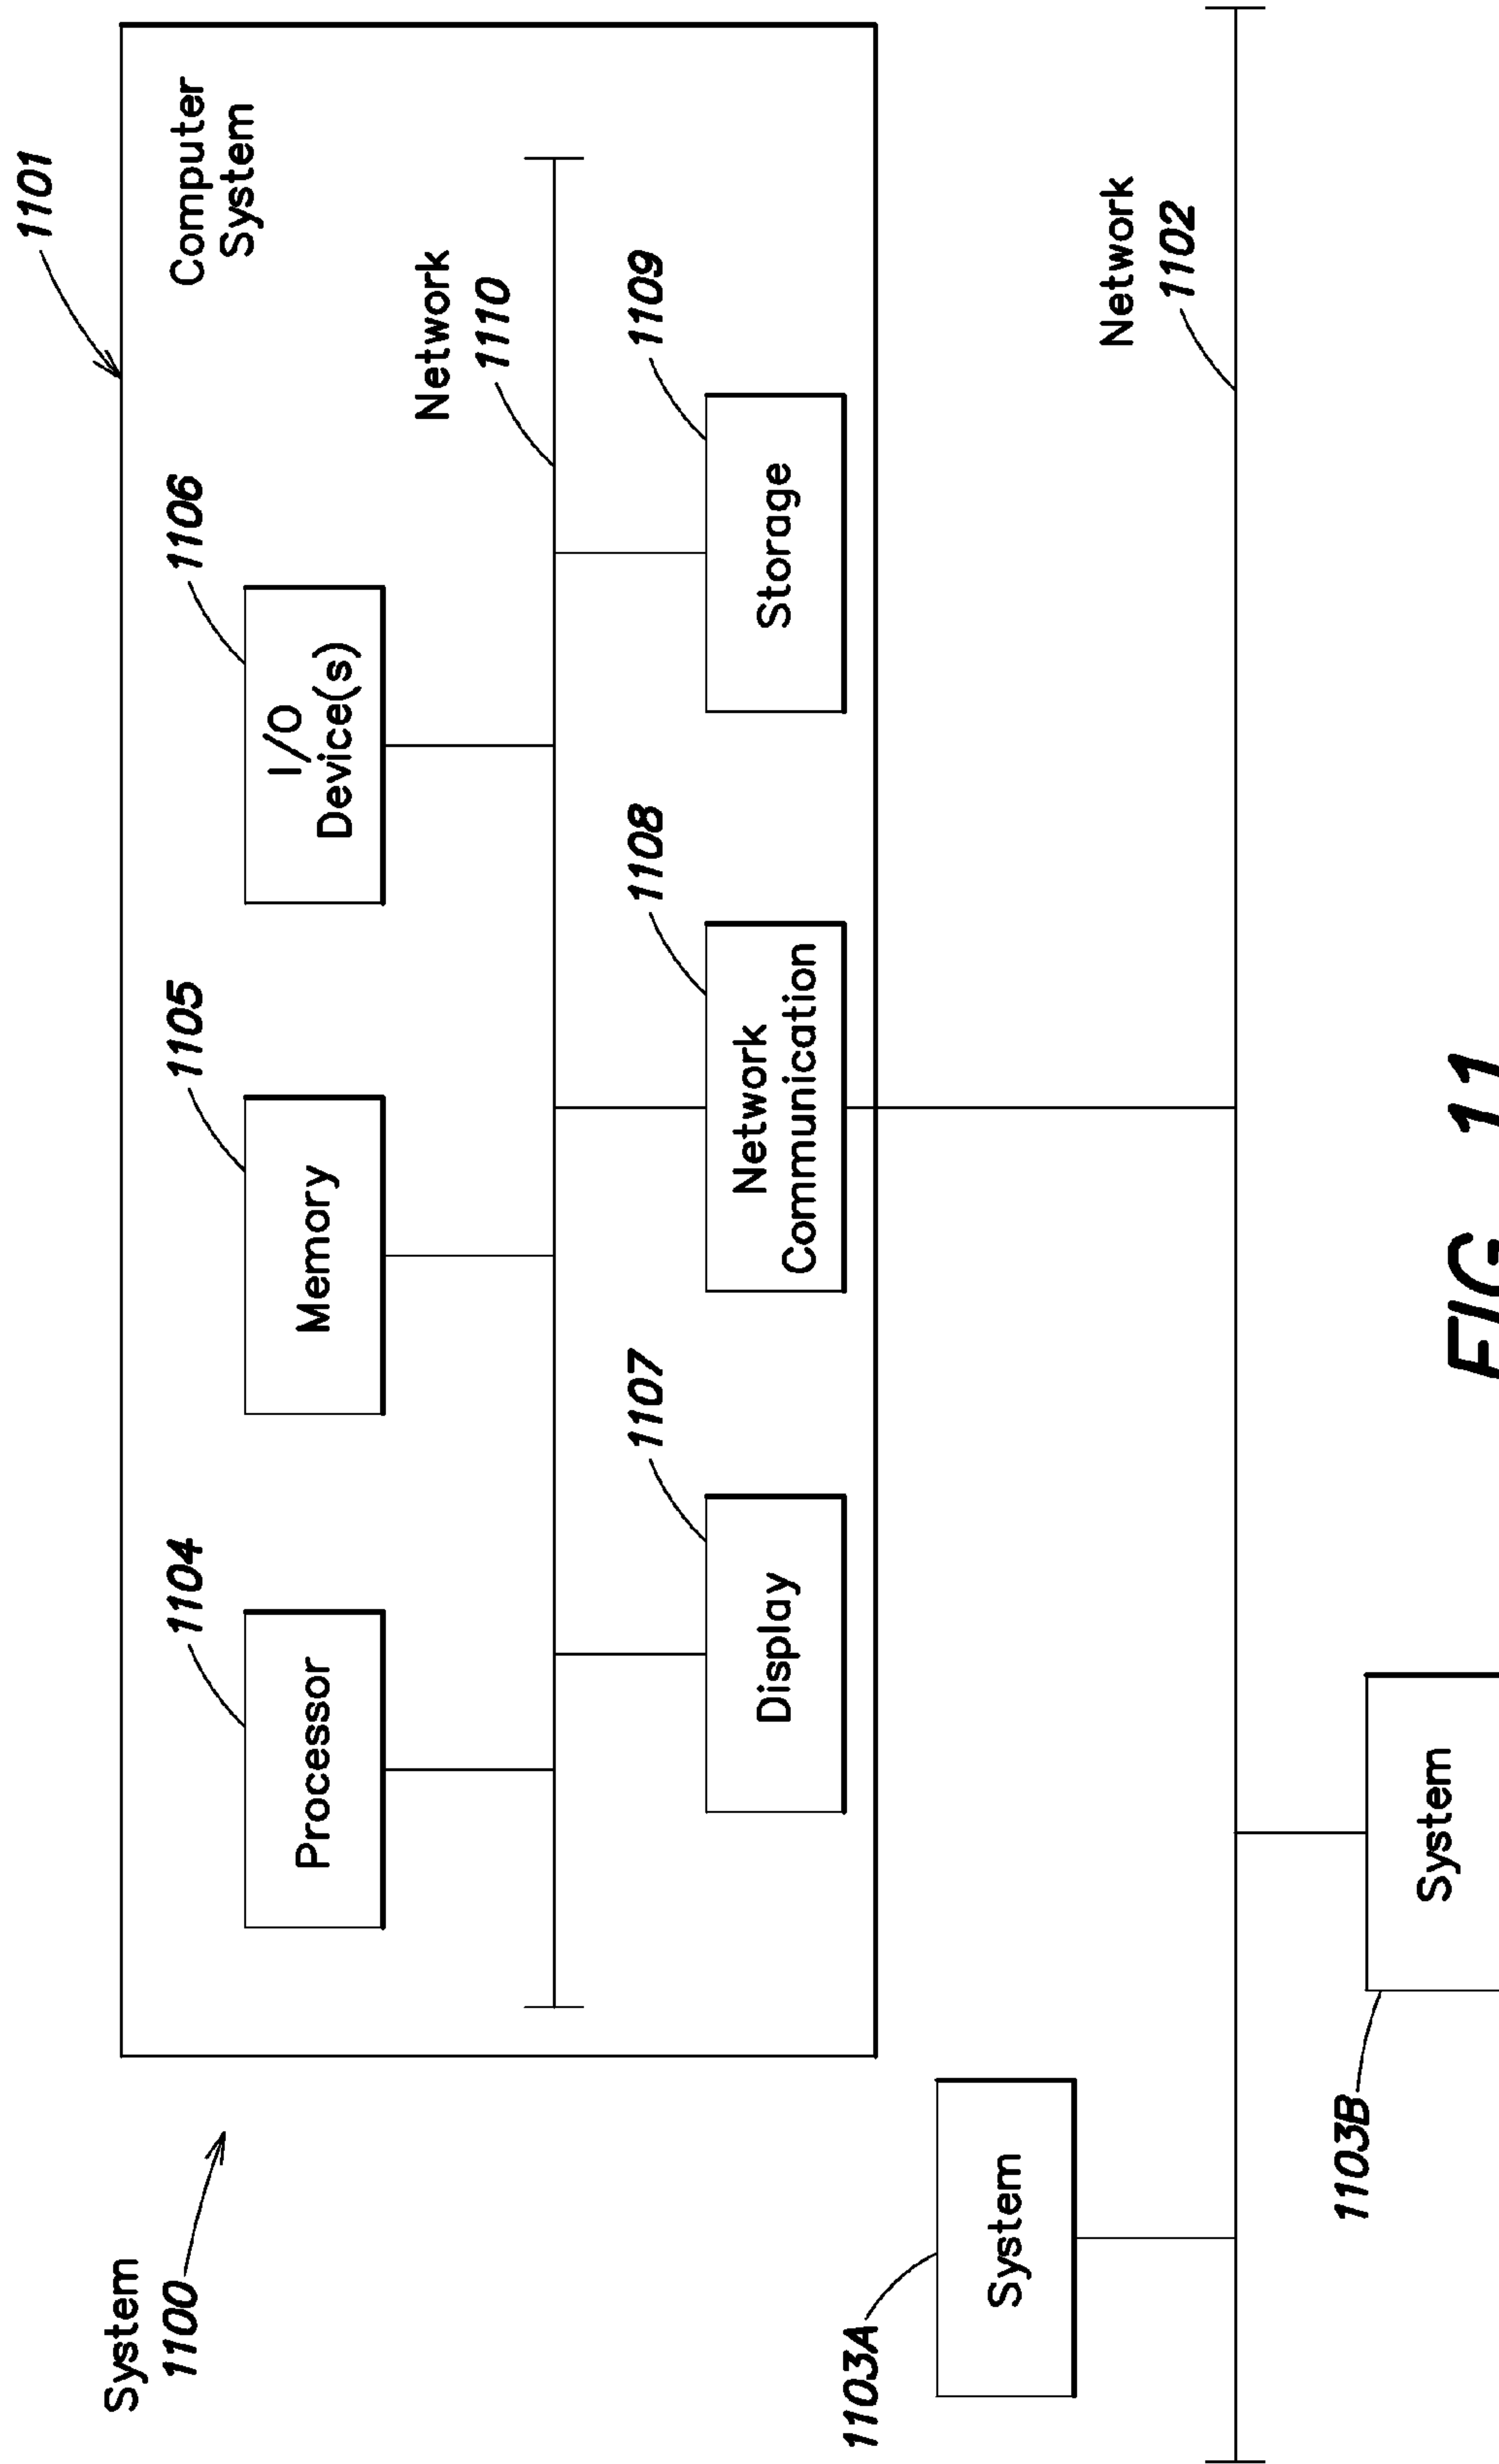 System
1100
1101
Computer
System
1104
1105
1106
Processor
Memory
I/O
Device(s)
Network
1110
1107
1108
1109
Display
Network
Communication
Storage
1103A
System
Network
1102
1103B
System
FIG. 11